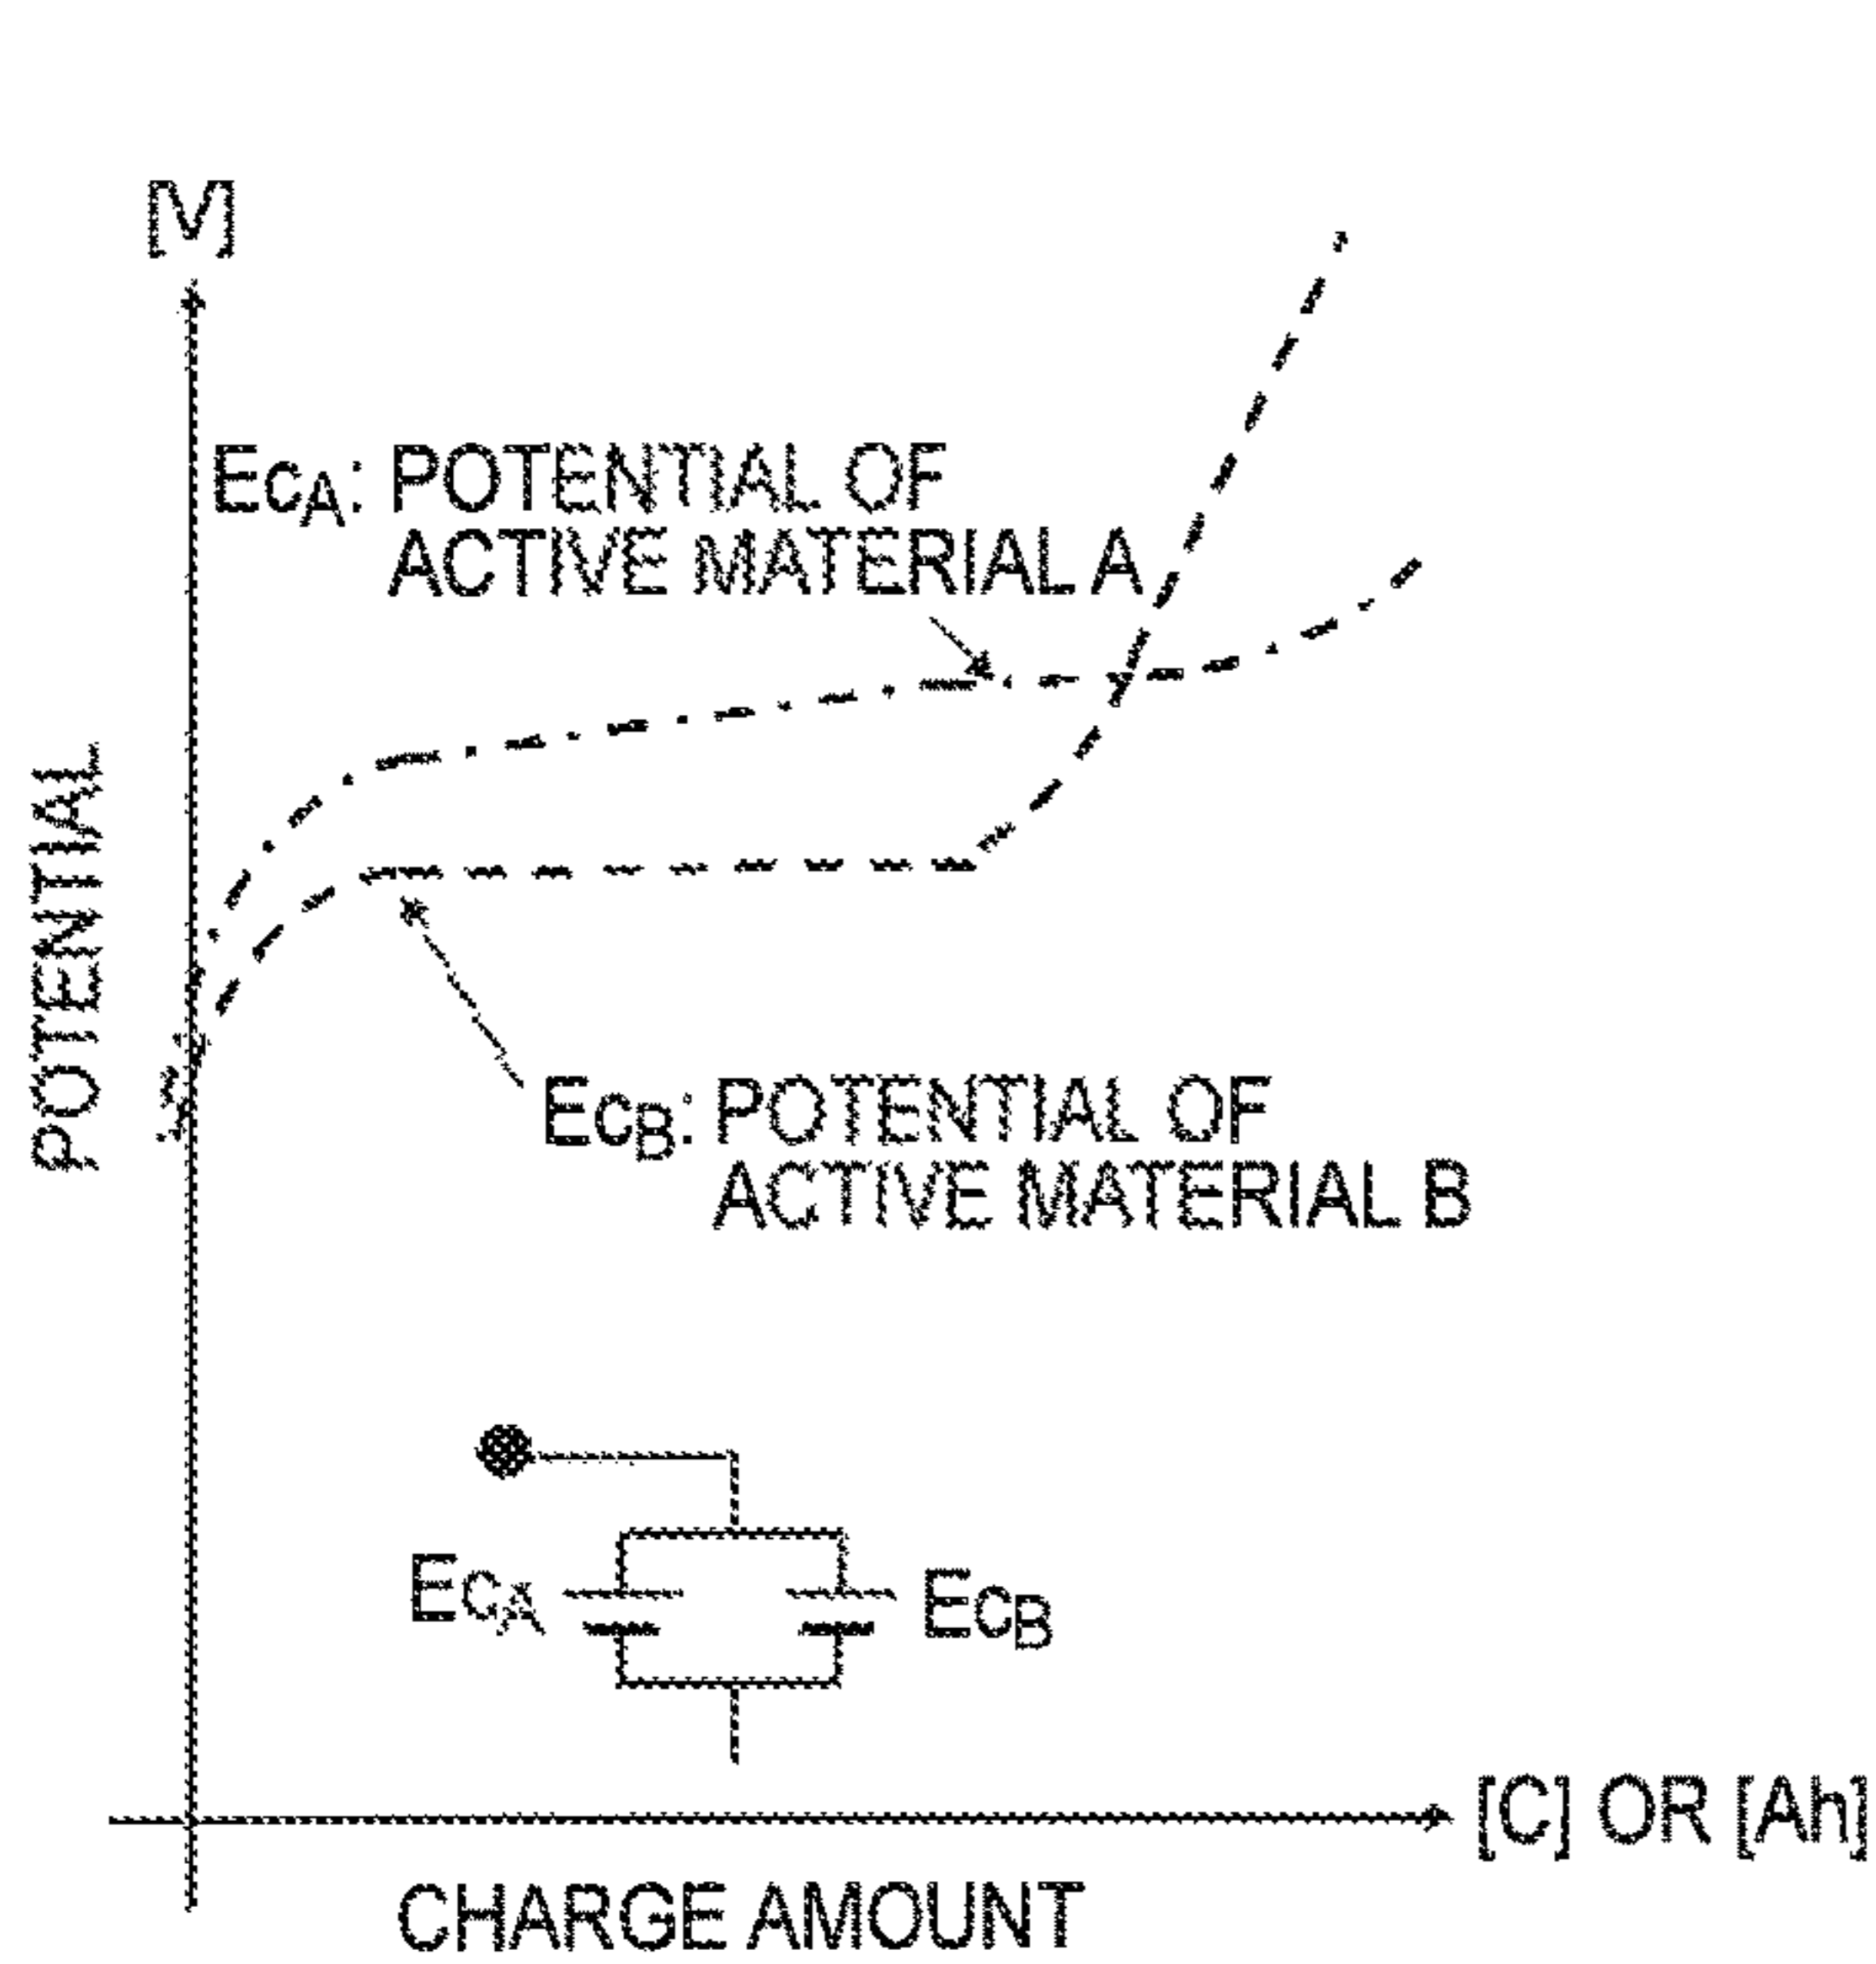 [V]
EcA: POTENTIAL OF
ACTIVE MATERIAL A
POTENTIAL
EcB: POTENTIAL OF
ACTIVE MATERIAL B
EcA
EcB
[C] OR [Ah]
CHARGE AMOUNT